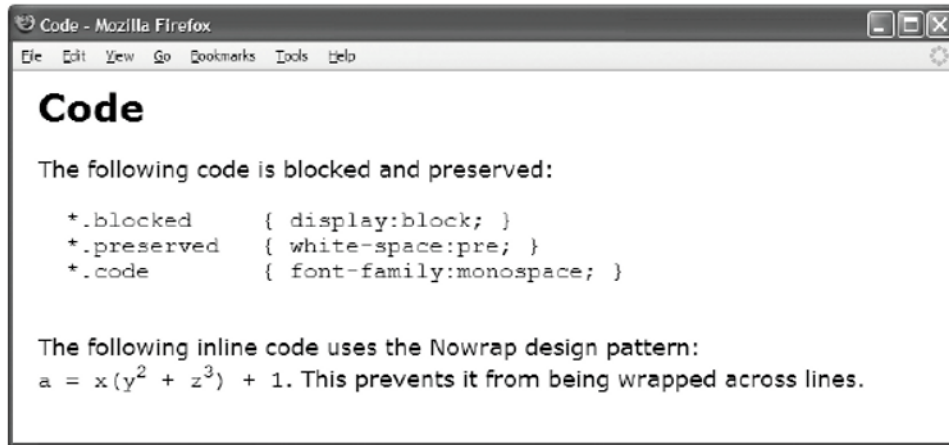 Code - Mozilla Firefox
File Edit View Go Bookmarks Tools Help
Code
The following code is blocked and preserved:
*.blocked     { display:block; }
*.preserved   { white-space:pre; }
*.code        { font-family:monospace; }
The following inline code uses the Nowrap design pattern:
a = x(y² + z³) + 1. This prevents it from being wrapped across lines.